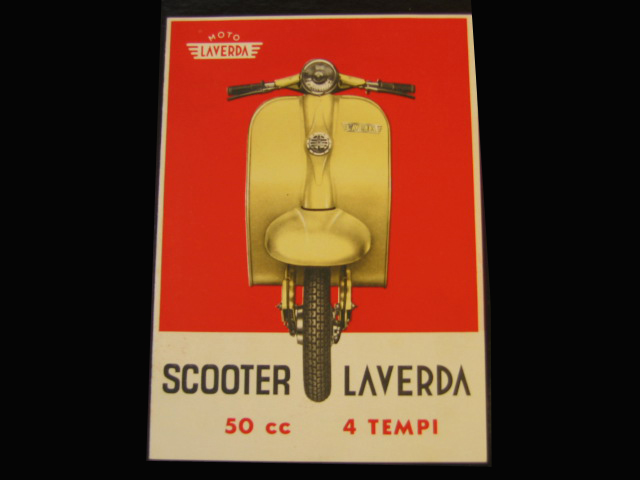 MOTO
LAVERDA
SCOOTER LAVERDA
50 cc 4 TEMPI